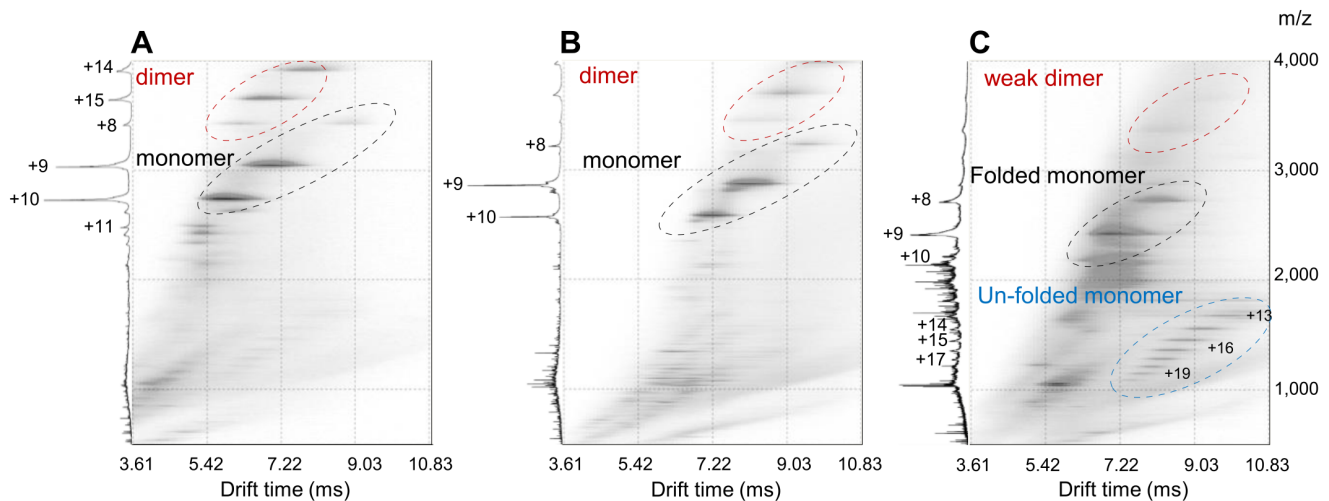 A
dimer
monomer
+14
+15
+8
+9
+10
+11
3.61 5.42 7.22 9.03 10.83
Drift time (ms)
B
dimer
monomer
+8
+9
+10
3.61 5.42 7.22 9.03 10.83
Drift time (ms)
C
m/z
weak dimer
Folded monomer
Un-folded monomer
+8
+9
+10
+14
+15
+17
+13
+16
+19
4,000
3,000
2,000
1,000
3.61 5.42 7.22 9.03 10.83
Drift time (ms)